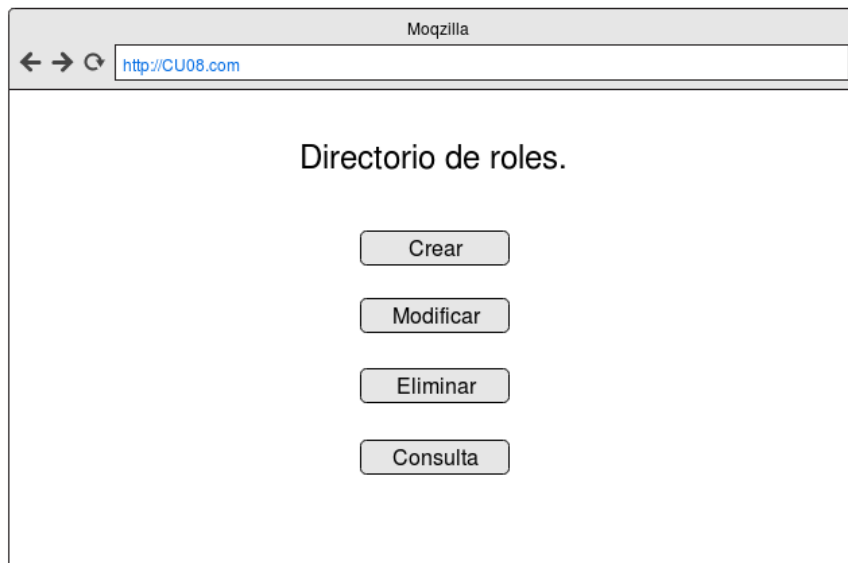 Moqzilla
http://CU08.com
Directorio de roles.
Crear
Modificar
Eliminar
Consulta